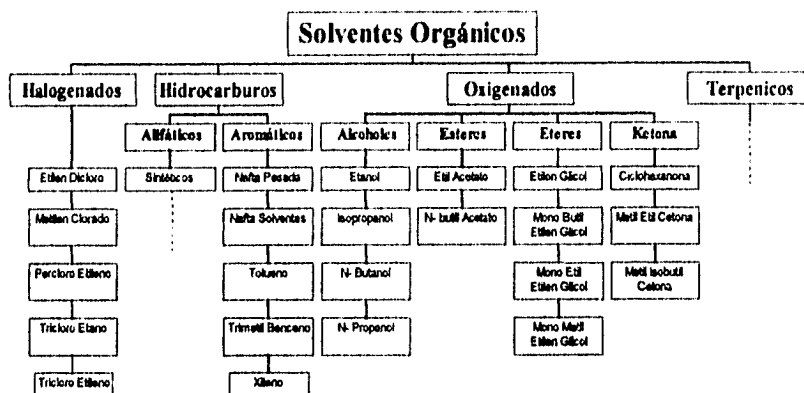 Solventes Orgánicos
Halogenados
Hidrocarburos
Oxigenados
Terpenicos
Alifáticos
Aromáticos
Alcoholes
Esteres
Eteres
Ketona
Etilen Dicloro
Sintéticos
Nafta Pesada
Etanol
Etil Acetato
Etilen Glicol
Ciclohexanona
Metilen Clorado
Nafta Solventes
Isopropanol
N- butil Acetato
Mono Butil
Etilen Glicol
Metil Etil Cetona
Percloro Etileno
Tolueno
N- Butanol
Mono Etil
Etilen Glicol
Metil Isobutil
Cetona
Tricloro Etano
Trimetil Benceno
N- Propanol
Mono Metil
Etilen Glicol
Tricloro Etileno
Xileno